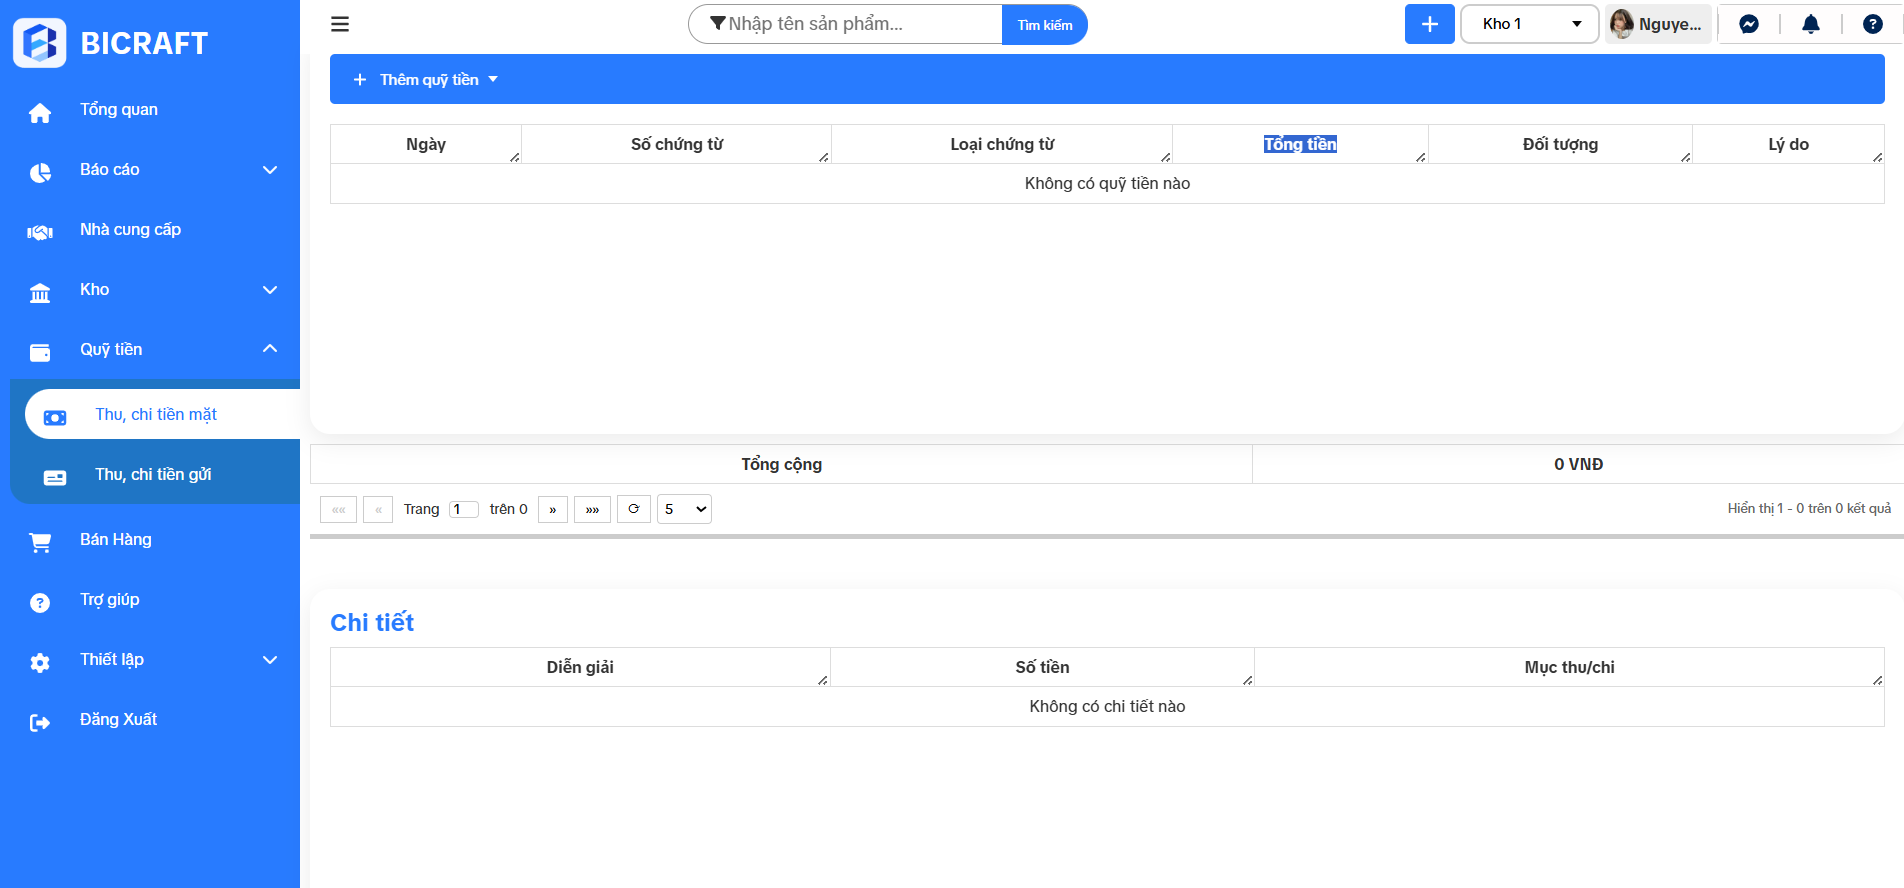 BICRAFT
Tổng quan
Báo cáo
Nhà cung cấp
Kho
Quỹ tiền
Thu, chi tiền mặt
Thu, chi tiền gửi
Bán Hàng
Trợ giúp
Thiết lập
Đăng Xuất
Nhập tên sản phẩm...
Tìm kiếm
+
Kho 1
Nguye...
?
+ Thêm quỹ tiền
Ngày Số chứng từ Loại chứng từ Tổng tiền Đối tượng Lý do
Không có quỹ tiền nào
Tổng cộng 0 VNĐ
«« « Trang 1 trên 0 » »» ⟳ 5
Hiển thị 1 - 0 trên 0 kết quả
Chi tiết
Diễn giải Số tiền Mục thu/chi
Không có chi tiết nào